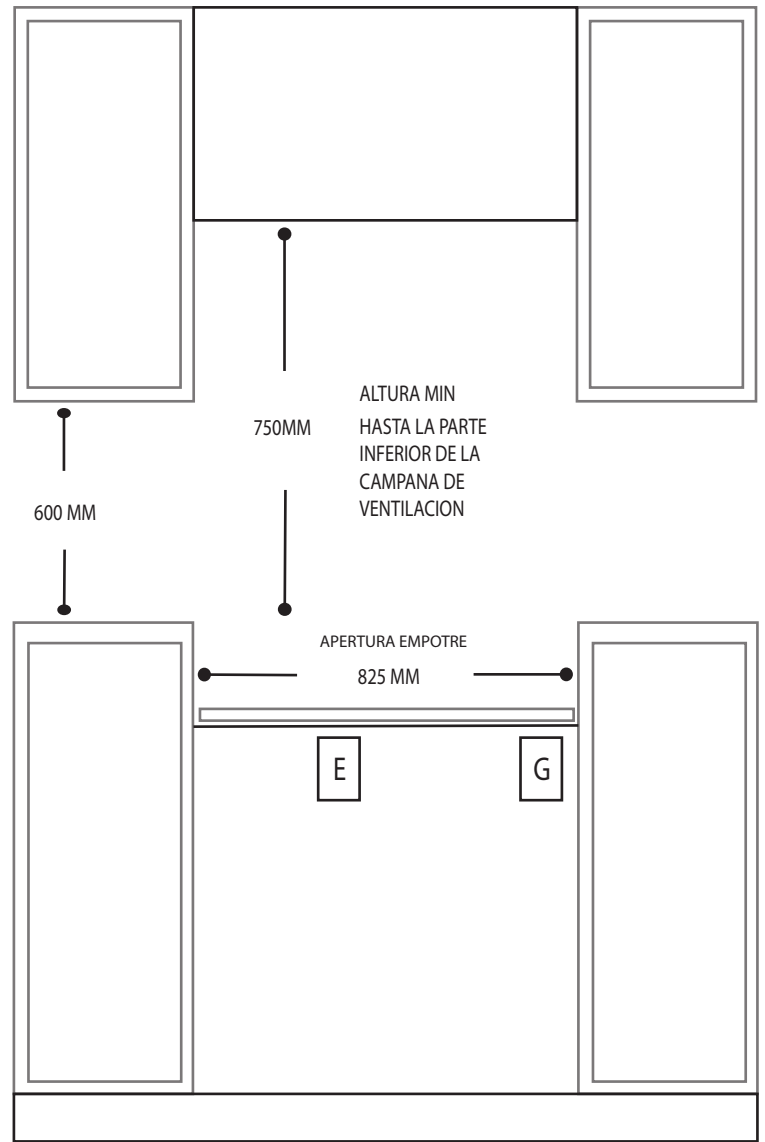 ALTURA MIN
750MM
HASTA LA PARTE
INFERIOR DE LA
CAMPANA DE
VENTILACION
600 MM
APERTURA EMPOTRE
825 MM
E
G